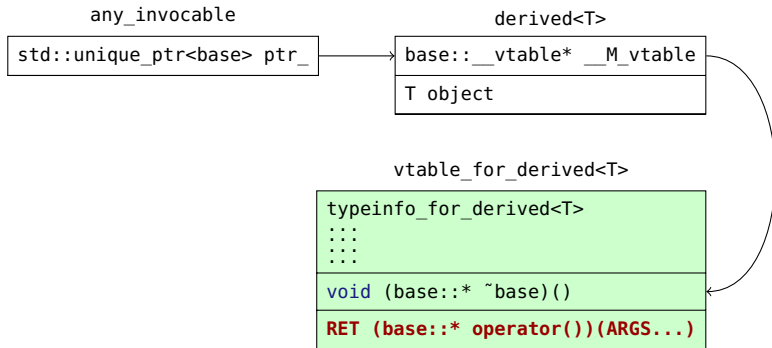 any_invocable
derived<T>
std::unique_ptr<base> ptr_
base::__vtable* __M_vtable
T object
vtable_for_derived<T>
typeinfo_for_derived<T>
:::
:::
void (base::* ~base)()
RET (base::* operator())(ARGS...)